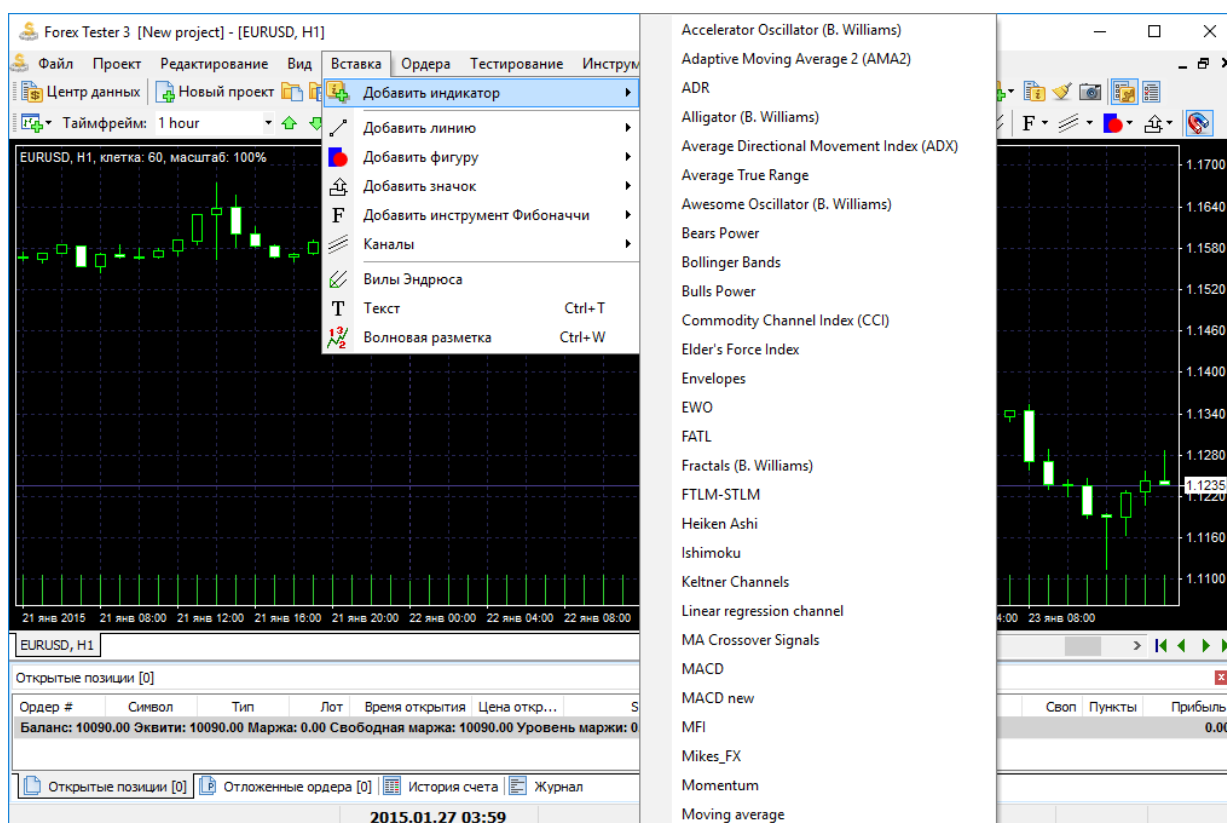 Forex Tester 3 [New project] - [EURUSD, H1]
Файл Проект Редактирование Вид Вставка Ордера Тестирование
Центр данных Новый проект
Таймфрейм: 1 hour
Добавить индикатор
Добавить линию
Добавить фигуру
Добавить значок
F Добавить инструмент Фибоначчи
Каналы
Вилы Эндрюса
T Текст Ctrl+T
Волновая разметка Ctrl+W
Accelerator Oscillator (B. Williams)
Adaptive Moving Average 2 (AMA2)
ADR
Alligator (B. Williams)
Average Directional Movement Index (ADX)
Average True Range
Awesome Oscillator (B. Williams)
Bears Power
Bollinger Bands
Bulls Power
Commodity Channel Index (CCI)
Elder's Force Index
Envelopes
EWO
FATL
Fractals (B. Williams)
FTLM-STLM
Heiken Ashi
Ishimoku
Keltner Channels
Linear regression channel
MA Crossover Signals
MACD
MACD new
MFI
Mikes_FX
Momentum
Moving average
F
EURUSD, H1, клетка: 60, масштаб: 100%
1.1700
1.1640
1.1580
1.1520
1.1460
1.1400
1.1340
1.1280
1.1235
1.1220
1.1160
1.1100
21 янв 2015 21 янв 08:00 21 янв 12:00 21 янв 16:00 21 янв 20:00 22 янв 00:00 22 янв 04:00 22 янв 08:00 4:00 23 янв 08:00
EURUSD, H1
Открытые позиции [0]
Ордер # Символ Тип Лот Время открытия Цена откр... S Своп Пункты Прибыль
Баланс: 10090.00 Эквити: 10090.00 Маржа: 0.00 Свободная маржа: 10090.00 Уровень маржи: 0. 0.00
Открытые позиции [0] Отложенные ордера [0] История счета Журнал
2015.01.27 03:59